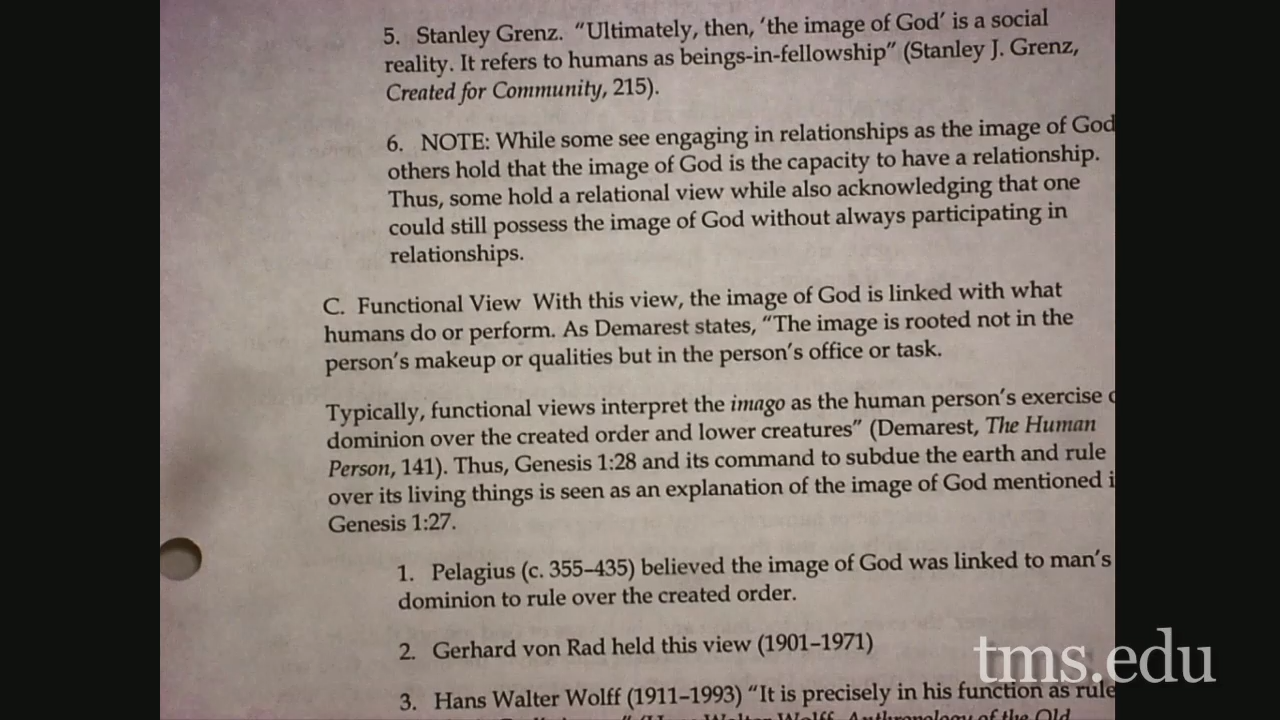 5. Stanley Grenz. “Ultimately, then, ‘the image of God’ is a social
reality. It refers to humans as beings-in-fellowship” (Stanley J. Grenz,
Created for Community, 215).
6. NOTE: While some see engaging in relationships as the image of God
others hold that the image of God is the capacity to have a relationship.
Thus, some hold a relational view while also acknowledging that one
could still possess the image of God without always participating in
relationships.
C. Functional View With this view, the image of God is linked with what
humans do or perform. As Demarest states, “The image is rooted not in the
person’s makeup or qualities but in the person’s office or task.
Typically, functional views interpret the imago as the human person’s exercise
dominion over the created order and lower creatures” (Demarest, The Human
Person, 141). Thus, Genesis 1:28 and its command to subdue the earth and rule
over its living things is seen as an explanation of the image of God mentioned
Genesis 1:27.
1. Pelagius (c. 355–435) believed the image of God was linked to man’s
dominion to rule over the created order.
2. Gerhard von Rad held this view (1901–1971)
3. Hans Walter Wolff (1911–1993) “It is precisely in his function as rule
Walter Wolff, Anthropology of the Old
tms.edu